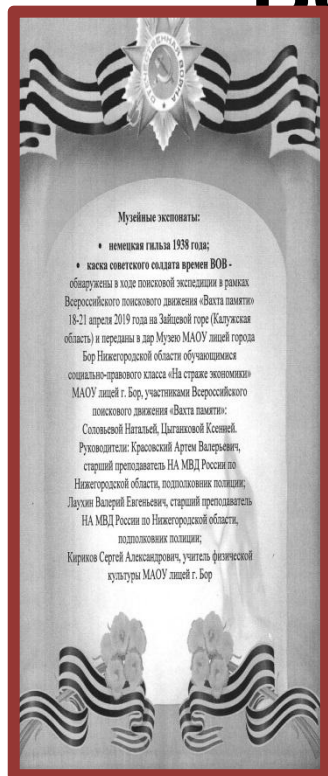 ОТЕЧЕСТВЕННАЯ ВОЙНА
Музейные экспонаты:
• немецкая гильза 1938 года;
• каска советского солдата времен ВОВ -
обнаружены в ходе поисковой экспедиции в рамках
Всероссийского поискового движения «Вахта памяти»
18-21 апреля 2019 года на Зайцевой горе (Калужская
область) и переданы в дар Музею МАОУ лицей города
Бор Нижегородской области обучающимися
социально-правового класса «На страже экономики»
МАОУ лицей г. Бор, участниками Всероссийского
поискового движения «Вахта памяти»:
Соловьевой Натальей, Цыганковой Ксенией.
Руководители: Красовский Артем Валерьевич,
старший преподаватель НА МВД России по
Нижегородской области, подполковник полиции;
Лаухин Валерий Евгеньевич, старший преподаватель
НА МВД России по Нижегородской области,
подполковник полиции;
Кириков Сергей Александрович, учитель физической
культуры МАОУ лицей г. Бор